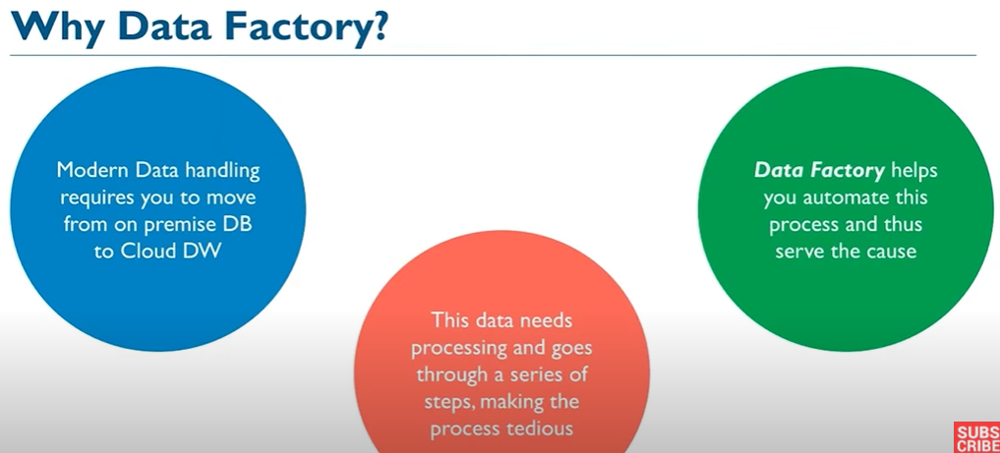 Why Data Factory?
Modern Data handling
requires you to move
from on premise DB
to Cloud DW
This data needs
processing and goes
through a series of
steps, making the
process tedious
Data Factory helps
you automate this
process and thus
serve the cause
SUBS
CRIBE